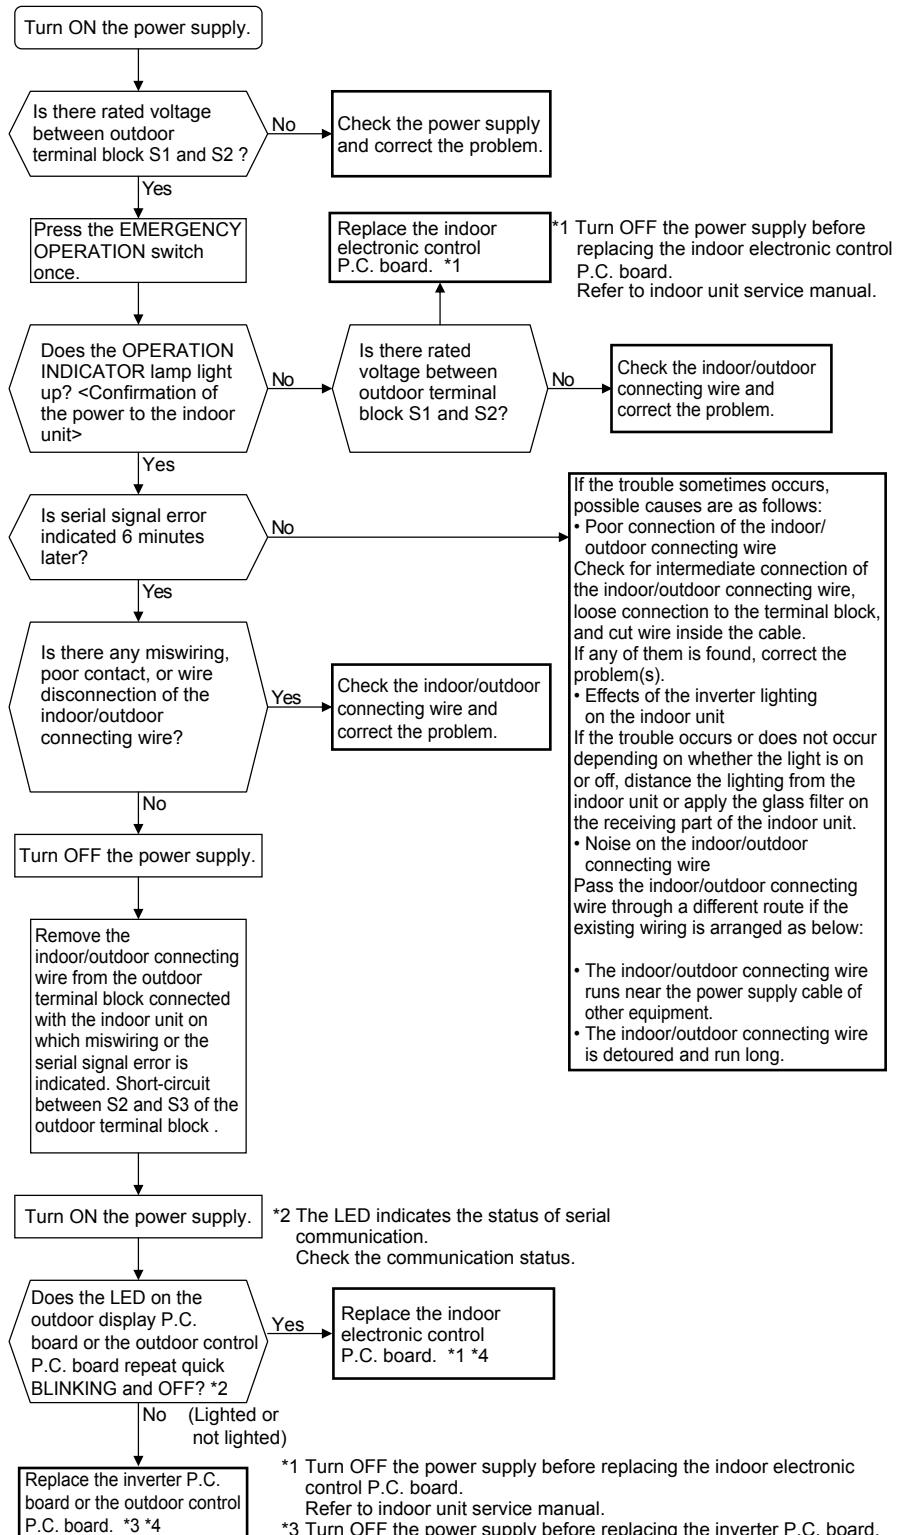 Turn ON the power supply.
Is there rated voltage
between outdoor
terminal block S1 and S2 ?
No
Check the power supply
and correct the problem.
Yes
Press the EMERGENCY
OPERATION switch
once.
Replace the indoor
electronic control
P.C. board. *1
*1 Turn OFF the power supply before
replacing the indoor electronic control
P.C. board.
Refer to indoor unit service manual.
Does the OPERATION
INDICATOR lamp light
up? <Confirmation of
the power to the indoor
unit>
No
Is there rated
voltage between
outdoor terminal
block S1 and S2?
No
Check the indoor/outdoor
connecting wire and
correct the problem.
Yes
Is serial signal error
indicated 6 minutes
later?
No
If the trouble sometimes occurs,
possible causes are as follows:
• Poor connection of the indoor/
outdoor connecting wire
Check for intermediate connection of
the indoor/outdoor connecting wire,
loose connection to the terminal block,
and cut wire inside the cable.
If any of them is found, correct the
problem(s).
• Effects of the inverter lighting
on the indoor unit
If the trouble occurs or does not occur
depending on whether the light is on
or off, distance the lighting from the
indoor unit or apply the glass filter on
the receiving part of the indoor unit.
• Noise on the indoor/outdoor
connecting wire
Pass the indoor/outdoor connecting
wire through a different route if the
existing wiring is arranged as below:
• The indoor/outdoor connecting wire
runs near the power supply cable of
other equipment.
• The indoor/outdoor connecting wire
is detoured and run long.
Yes
Is there any miswiring,
poor contact, or wire
disconnection of the
indoor/outdoor
connecting wire?
Yes
Check the indoor/outdoor
connecting wire and
correct the problem.
No
Turn OFF the power supply.
Remove the
indoor/outdoor connecting
wire from the outdoor
terminal block connected
with the indoor unit on
which miswiring or the
serial signal error is
indicated. Short-circuit
between S2 and S3 of the
outdoor terminal block .
Turn ON the power supply.
*2 The LED indicates the status of serial
communication.
Check the communication status.
Does the LED on the
outdoor display P.C.
board or the outdoor control
P.C. board repeat quick
BLINKING and OFF? *2
Yes
Replace the indoor
electronic control
P.C. board. *1 *4
No (Lighted or
not lighted)
Replace the inverter P.C.
board or the outdoor control
P.C. board. *3 *4
*1 Turn OFF the power supply before replacing the indoor electronic
control P.C. board.
Refer to indoor unit service manual.
*3 Turn OFF the power supply before replacing the inverter P.C. board.